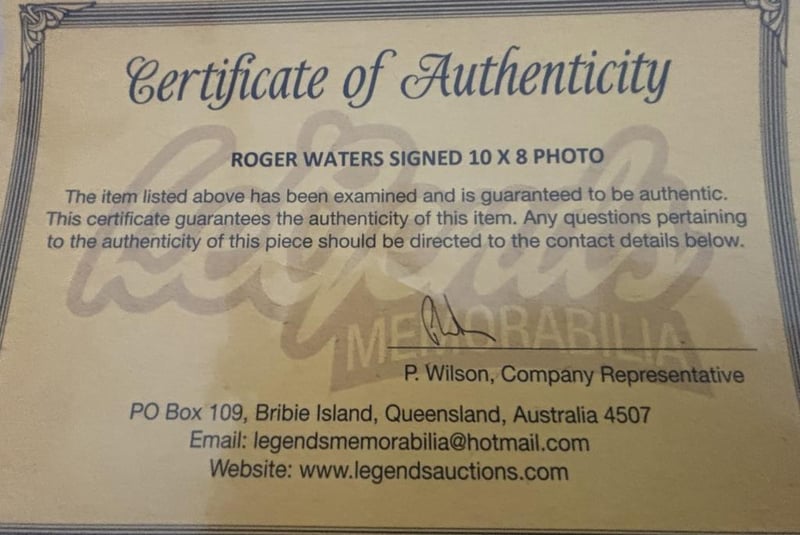 Certificate of Authenticity
ROGER WATERS SIGNED 10 X 8 PHOTO
The item listed above has been examined and is guaranteed to be authentic.
This certificate guarantees the authenticity of this item. Any questions pertaining
to the authenticity of this piece should be directed to the contact details below.
Legends
MEMORABILIA
P. Wilson, Company Representative
PO Box 109, Bribie Island, Queensland, Australia 4507
Email: legendsmemorabilia@hotmail.com
Website: www.legendsauctions.com